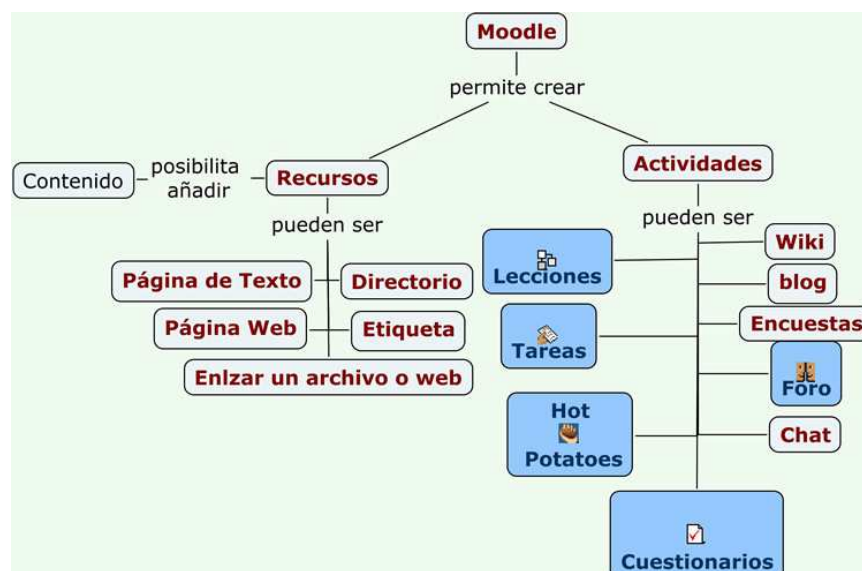 Moodle
permite crear
Contenido
posibilita
añadir
Recursos
Actividades
pueden ser
pueden ser
Página de Texto
Directorio
Página Web
Etiqueta
Enlzar un archivo o web
Lecciones
Tareas
Hot
Potatoes
Wiki
blog
Encuestas
Foro
Chat
Cuestionarios